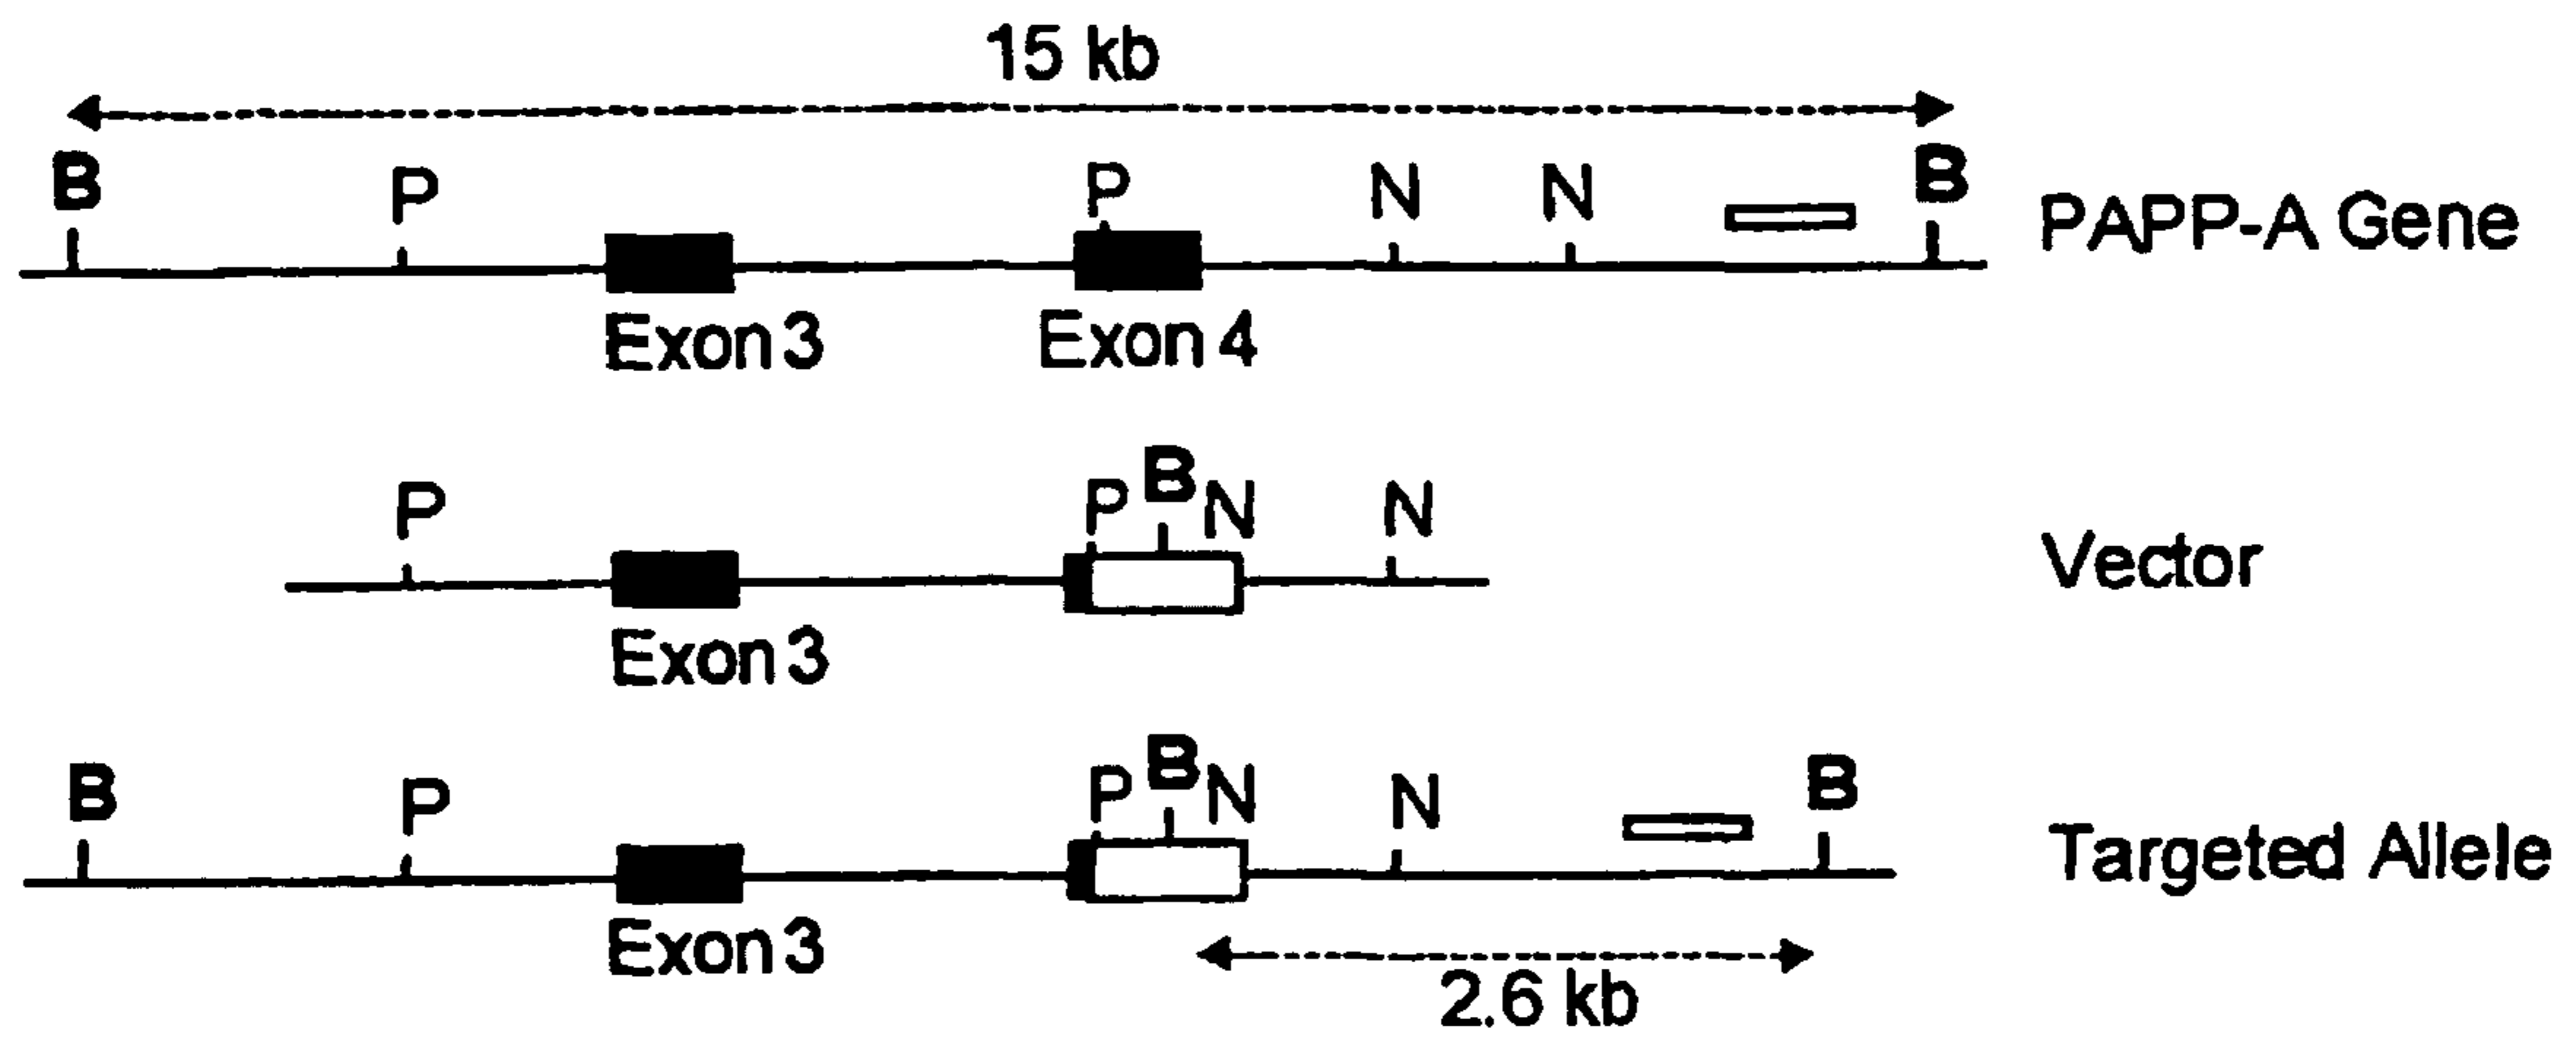 15 kb
B P P N N B PAPP-A Gene
Exon 3 Exon 4
P P B N N Vector
Exon 3
B P P B N N B Targeted Allele
Exon 3
2.6 kb